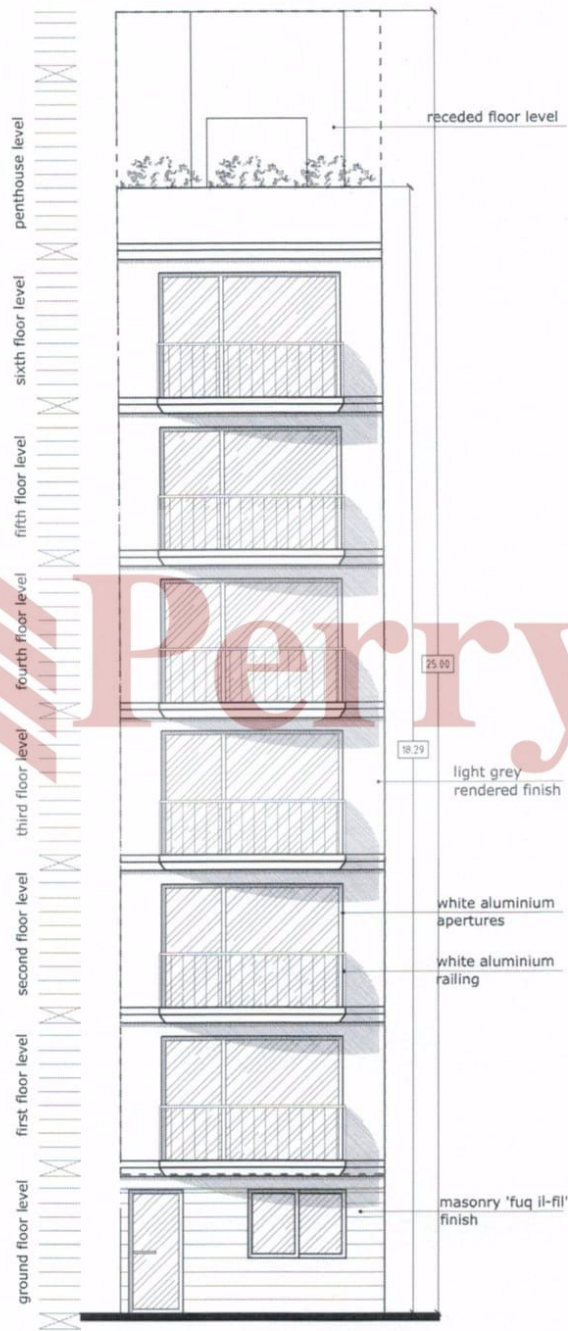 penthouse level
receded floor level
sixth floor level
fifth floor level
fourth floor level
Perry
25.00
18.29
third floor level
light grey
rendered finish
second floor level
white aluminium
apertures
white aluminium
railing
first floor level
ground floor level
masonry 'fuq il-fil'
finish